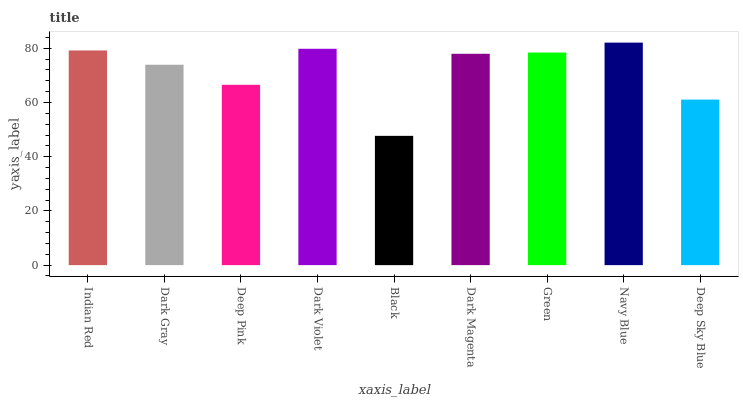 title
yaxis_label
80
60
40
20
0
Indian Red
Dark Gray
Deep Pink
Dark Violet
Black
Dark Magenta
Green
Navy Blue
Deep Sky Blue
xaxis_label